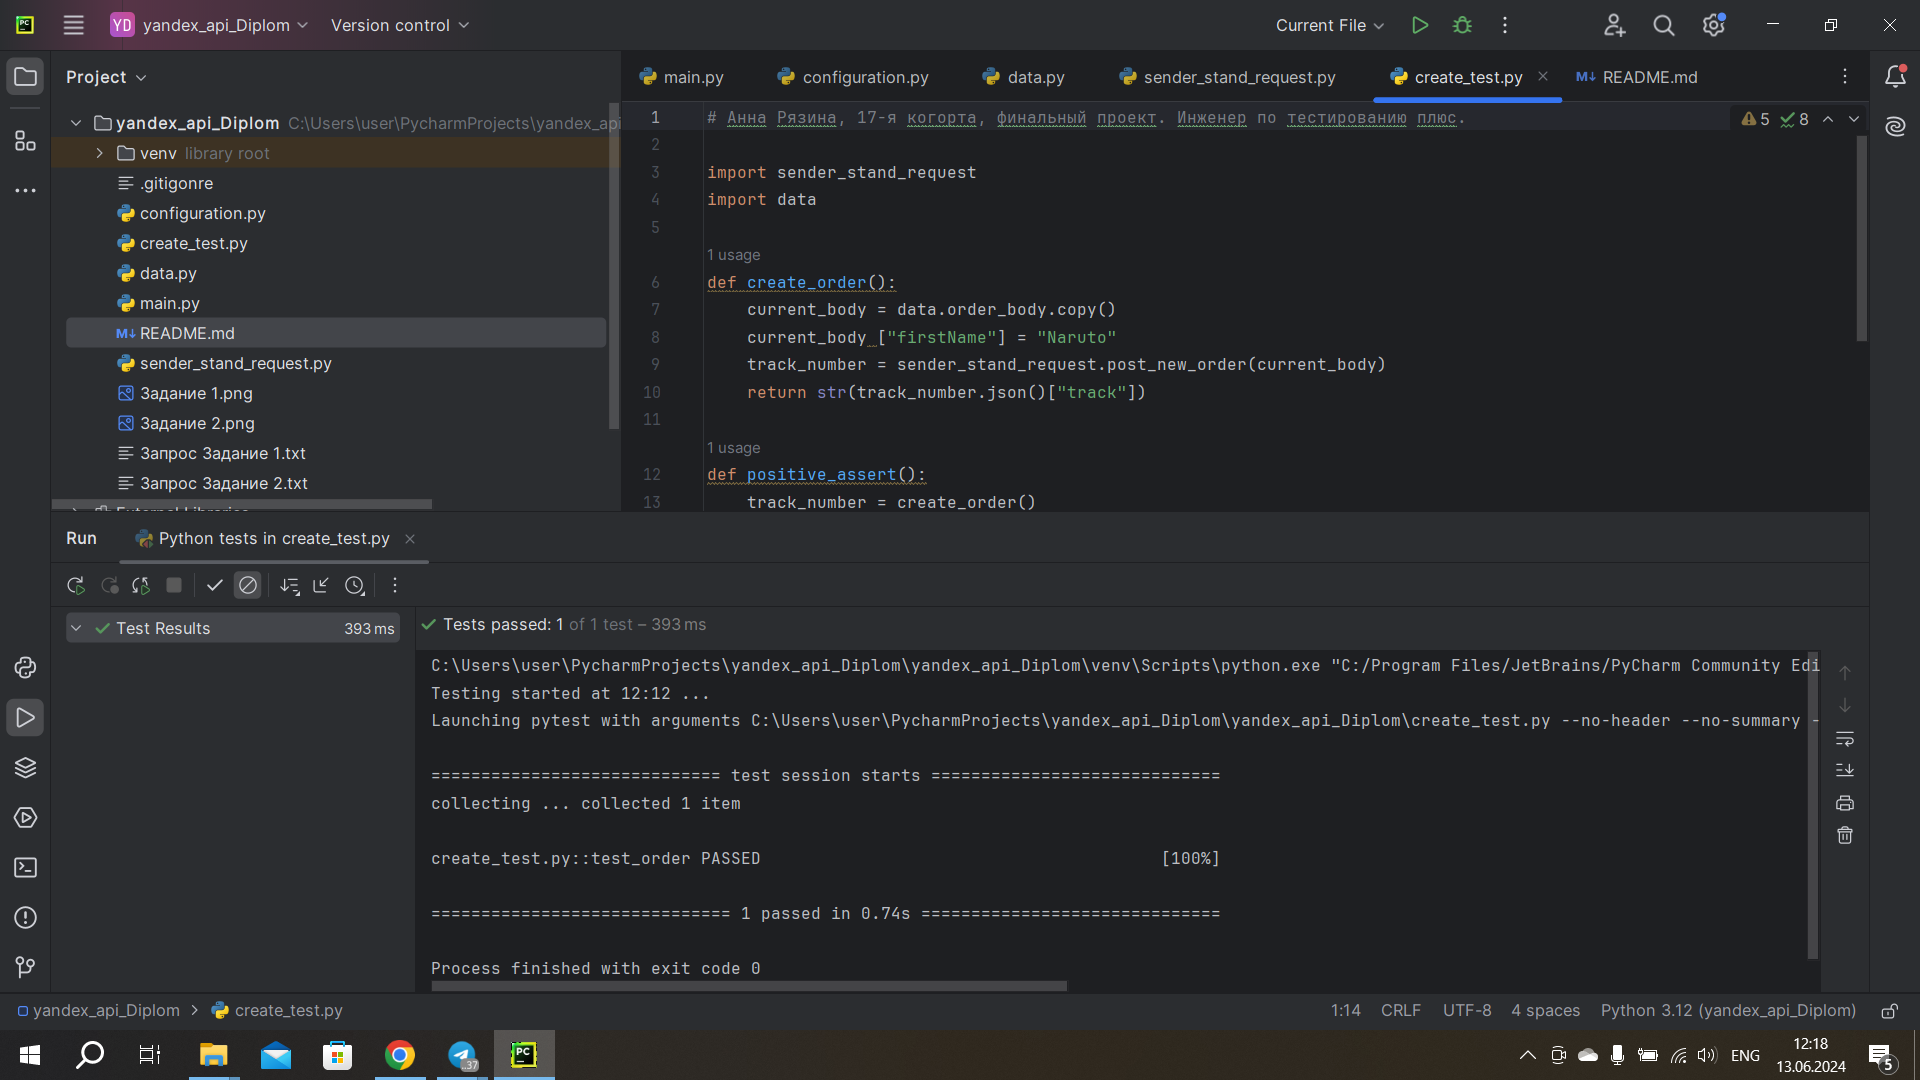 YD yandex_api_Diplom Version control Current File
Project
main.py configuration.py data.py sender_stand_request.py create_test.py README.md
yandex_api_Diplom C:\Users\user\PycharmProjects\yandex_api
venv library root
.gitigonre
configuration.py
create_test.py
data.py
main.py
README.md
sender_stand_request.py
Задание 1.png
Задание 2.png
Запрос Задание 1.txt
Запрос Задание 2.txt
External Libraries
5 8
1 # Анна Рязина, 17-я когорта, финальный проект. Инженер по тестированию плюс.
2
3 import sender_stand_request
4 import data
5
1 usage
6 def create_order():
7 current_body = data.order_body.copy()
8 current_body ["firstName"] = "Naruto"
9 track_number = sender_stand_request.post_new_order(current_body)
10 return str(track_number.json()["track"])
11
1 usage
12 def positive_assert():
13 track_number = create_order()
Run Python tests in create_test.py
Test Results 393 ms
Tests passed: 1 of 1 test – 393 ms
C:\Users\user\PycharmProjects\yandex_api_Diplom\yandex_api_Diplom\venv\Scripts\python.exe "C:/Program Files/JetBrains/PyCharm Community Edi
Testing started at 12:12 ...
Launching pytest with arguments C:\Users\user\PycharmProjects\yandex_api_Diplom\yandex_api_Diplom\create_test.py --no-header --no-summary -
============================= test session starts =============================
collecting ... collected 1 item
create_test.py::test_order PASSED [100%]
============================== 1 passed in 0.74s ==============================
Process finished with exit code 0
yandex_api_Diplom create_test.py 1:14 CRLF UTF-8 4 spaces Python 3.12 (yandex_api_Diplom)
PC ..37 PC ENG 12:18
13.06.2024 5